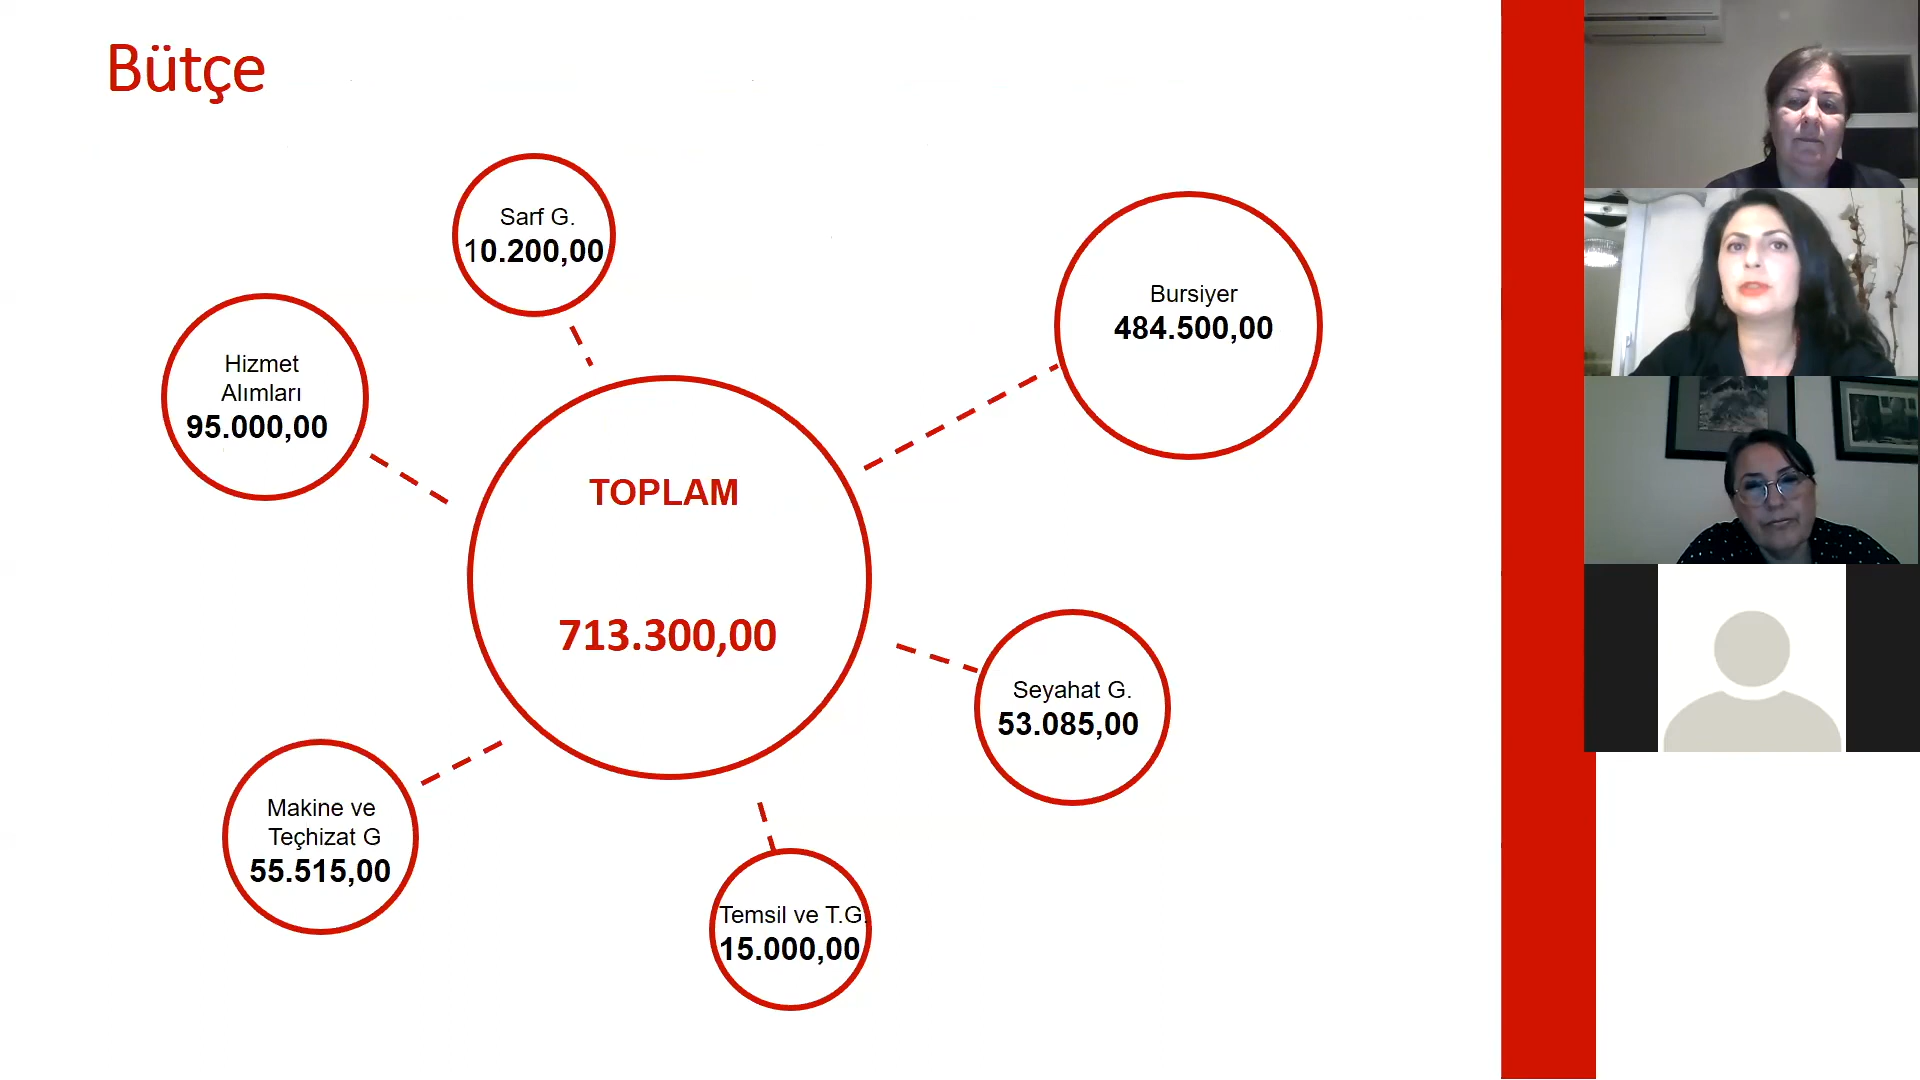 Bütçe
Sarf G.
10.200,00
Bursiyer
484.500,00
Hizmet
Alımları
95.000,00
TOPLAM
713.300,00
Seyahat G.
53.085,00
Makine ve
Teçhizat G
55.515,00
Temsil ve T.G.
15.000,00